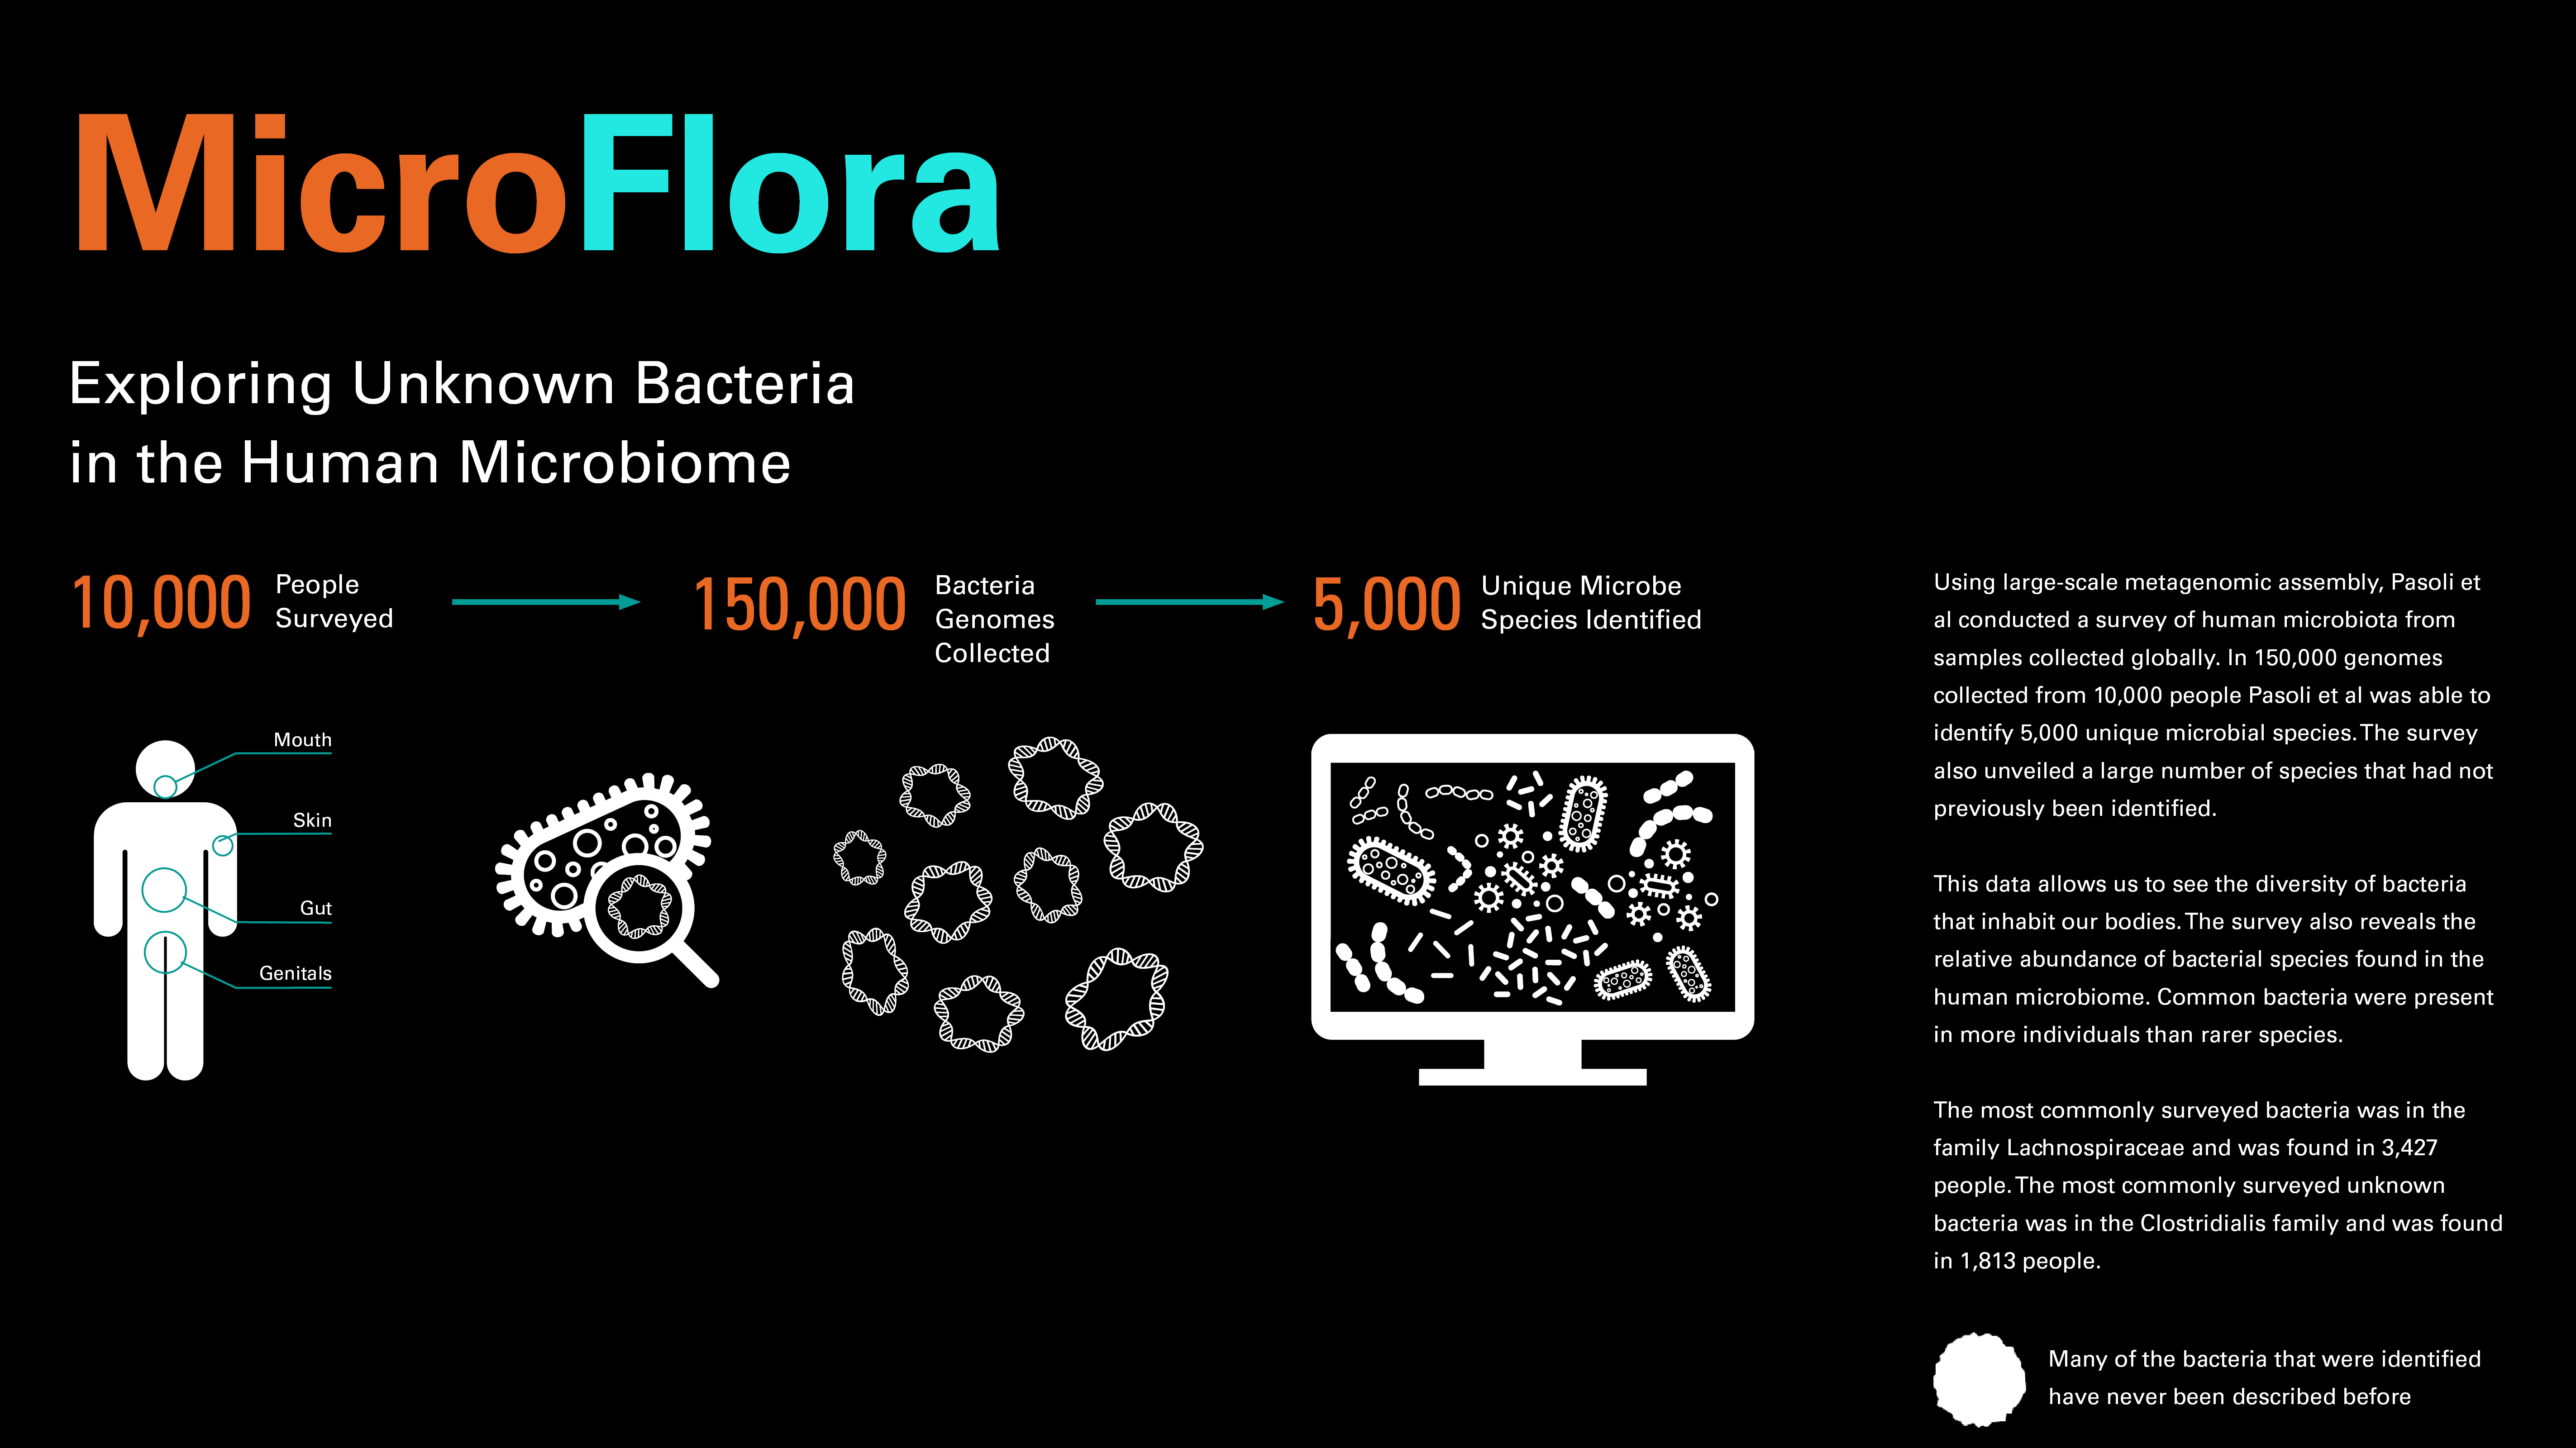 MicroFlora
Exploring Unknown Bacteria
in the Human Microbiome
10,000
People
Surveyed
150,000
Bacteria
Genomes
Collected
5,000
Unique Microbe
Species Identified
Mouth
Skin
Gut
Genitals
Using large-scale metagenomic assembly, Pasoli et
al conducted a survey of human microbiota from
samples collected globally. In 150,000 genomes
collected from 10,000 people Pasoli et al was able to
identify 5,000 unique microbial species. The survey
also unveiled a large number of species that had not
previously been identified.
This data allows us to see the diversity of bacteria
that inhabit our bodies. The survey also reveals the
relative abundance of bacterial species found in the
human microbiome. Common bacteria were present
in more individuals than rarer species.
The most commonly surveyed bacteria was in the
family Lachnospiraceae and was found in 3,427
people. The most commonly surveyed unknown
bacteria was in the Clostridialis family and was found
in 1,813 people.
Many of the bacteria that were identified
have never been described before